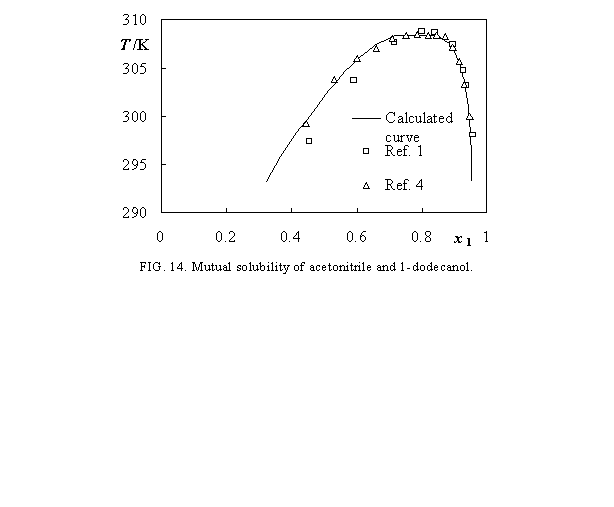 310
T /K
305
300
295
290
Calculated
curve
Ref. 1
Ref. 4
0 0.2 0.4 0.6 0.8 x 1 1
FIG. 14. Mutual solubility of acetonitrile and 1-dodecanol.